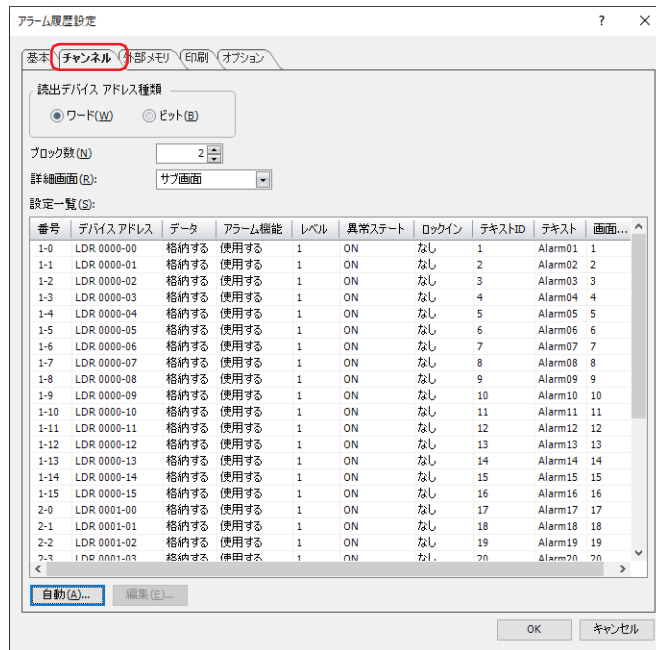 アラーム履歴設定 ? ×
基本 チャンネル 外部メモリ 印刷 オプション
読出デバイス アドレス種類
ワード(W) ビット(B)
ブロック数(N) 2
詳細画面(R): サブ画面
設定一覧(S):
番号 デバイス アドレス データ アラーム機能 レベル 異常ステート ロックイン テキストID テキスト 画面...
1-0 LDR 0000-00 格納する 使用する 1 ON なし 1 Alarm01 1
1-1 LDR 0000-01 格納する 使用する 1 ON なし 2 Alarm02 2
1-2 LDR 0000-02 格納する 使用する 1 ON なし 3 Alarm03 3
1-3 LDR 0000-03 格納する 使用する 1 ON なし 4 Alarm04 4
1-4 LDR 0000-04 格納する 使用する 1 ON なし 5 Alarm05 5
1-5 LDR 0000-05 格納する 使用する 1 ON なし 6 Alarm06 6
1-6 LDR 0000-06 格納する 使用する 1 ON なし 7 Alarm07 7
1-7 LDR 0000-07 格納する 使用する 1 ON なし 8 Alarm08 8
1-8 LDR 0000-08 格納する 使用する 1 ON なし 9 Alarm09 9
1-9 LDR 0000-09 格納する 使用する 1 ON なし 10 Alarm10 10
1-10 LDR 0000-10 格納する 使用する 1 ON なし 11 Alarm11 11
1-11 LDR 0000-11 格納する 使用する 1 ON なし 12 Alarm12 12
1-12 LDR 0000-12 格納する 使用する 1 ON なし 13 Alarm13 13
1-13 LDR 0000-13 格納する 使用する 1 ON なし 14 Alarm14 14
1-14 LDR 0000-14 格納する 使用する 1 ON なし 15 Alarm15 15
1-15 LDR 0000-15 格納する 使用する 1 ON なし 16 Alarm16 16
2-0 LDR 0001-00 格納する 使用する 1 ON なし 17 Alarm17 17
2-1 LDR 0001-01 格納する 使用する 1 ON なし 18 Alarm18 18
2-2 LDR 0001-02 格納する 使用する 1 ON なし 19 Alarm19 19
2-3 LDR 0001-03 格納する 使用する 1 ON なし 20 Alarm20 20
自動(A)... 編集(E)...
OK キャンセル